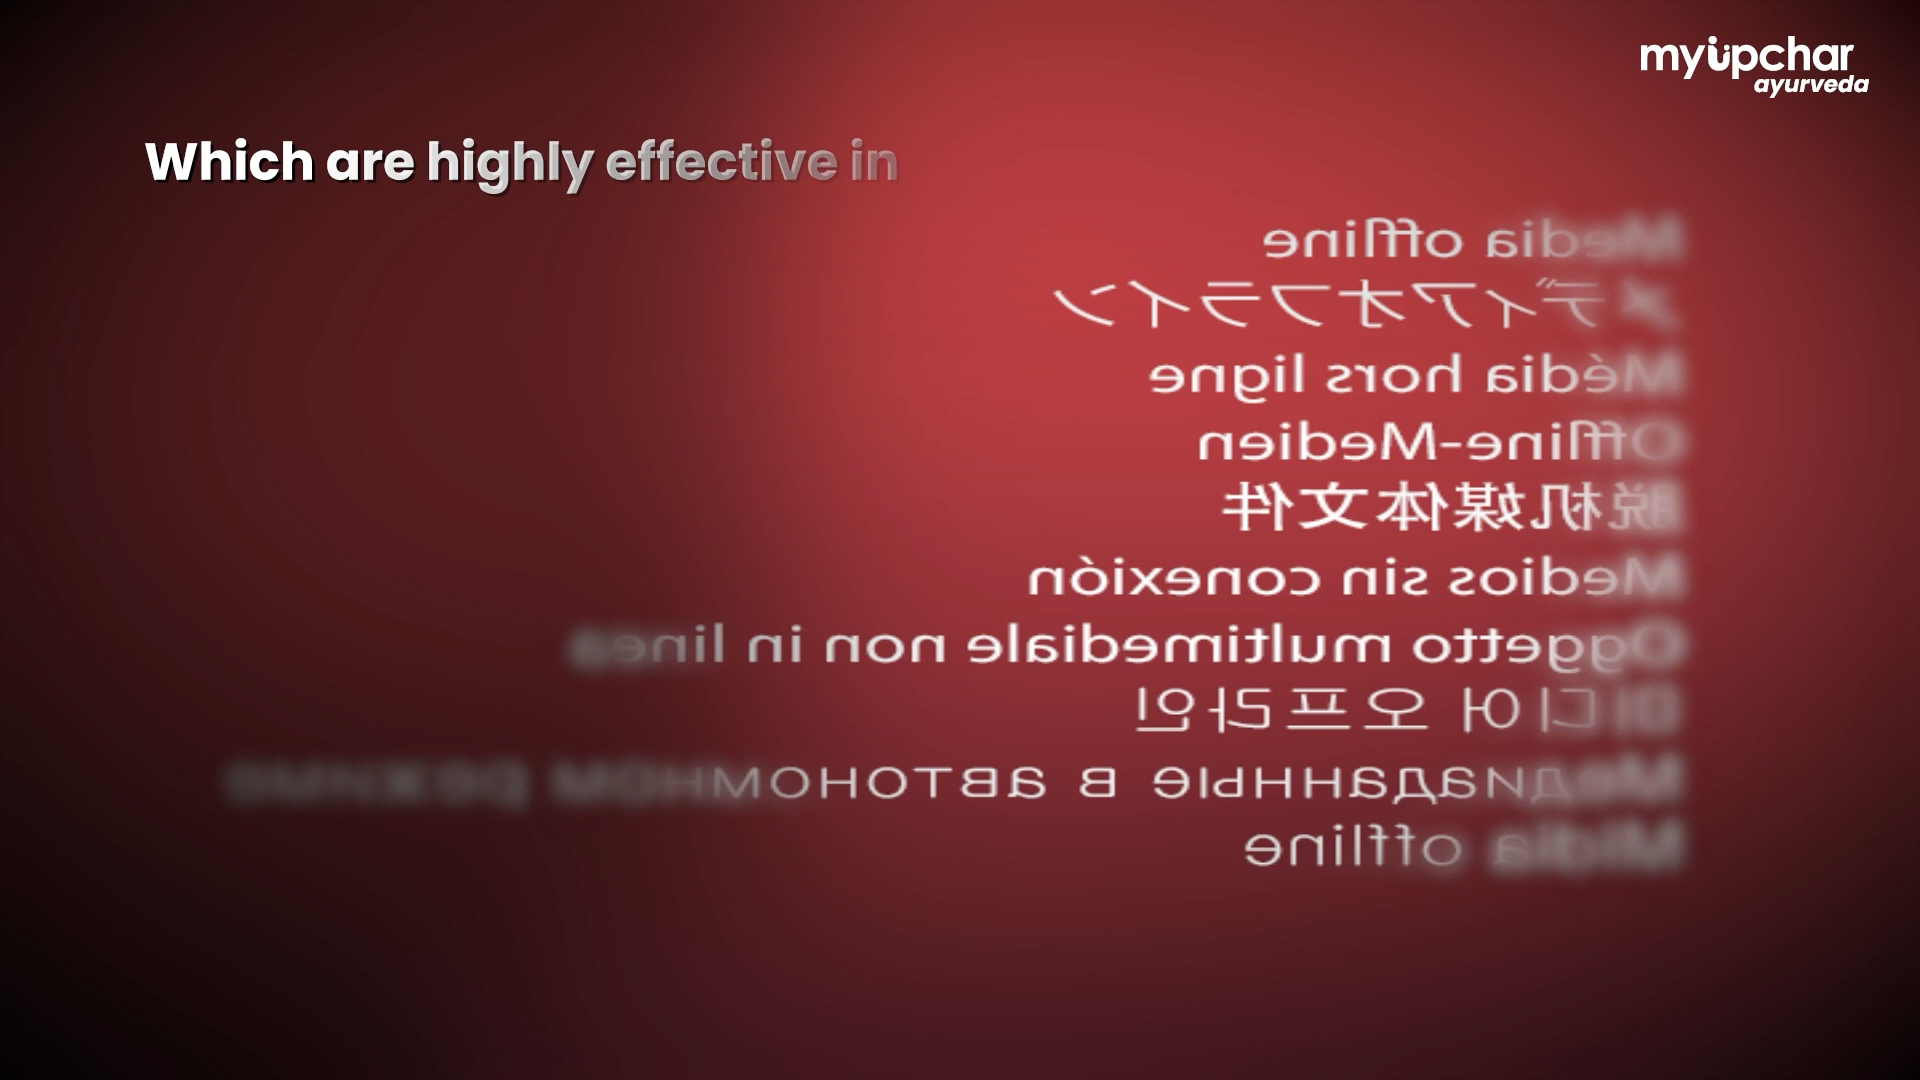 myUpchar
ayurveda
Which are highly effective in
Media offline
メディアオフライン
Média hors ligne
Offline-Medien
脱机媒体文件
Medios sin conexión
Oggetto multimediale non in linea
미디어 오프라인
Медиаданные в автономном режиме
Mídia offline